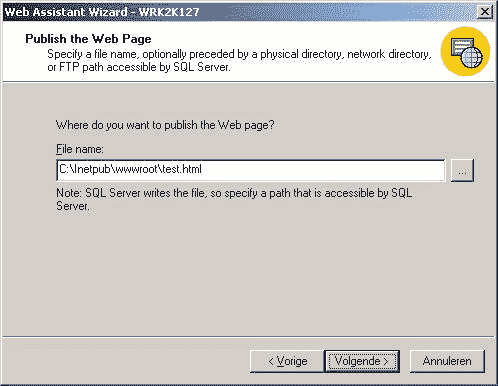 Web Assistant Wizard - WRK2K127
Publish the Web Page
Specify a file name, optionally preceded by a physical directory, network directory,
or FTP path accessible by SQL Server.
Where do you want to publish the Web page?
File name:
C:\Inetpub\wwwroot\test.html
...
Note: SQL Server writes the file, so specify a path that is accessible by SQL
Server.
< Vorige
Volgende >
Annuleren